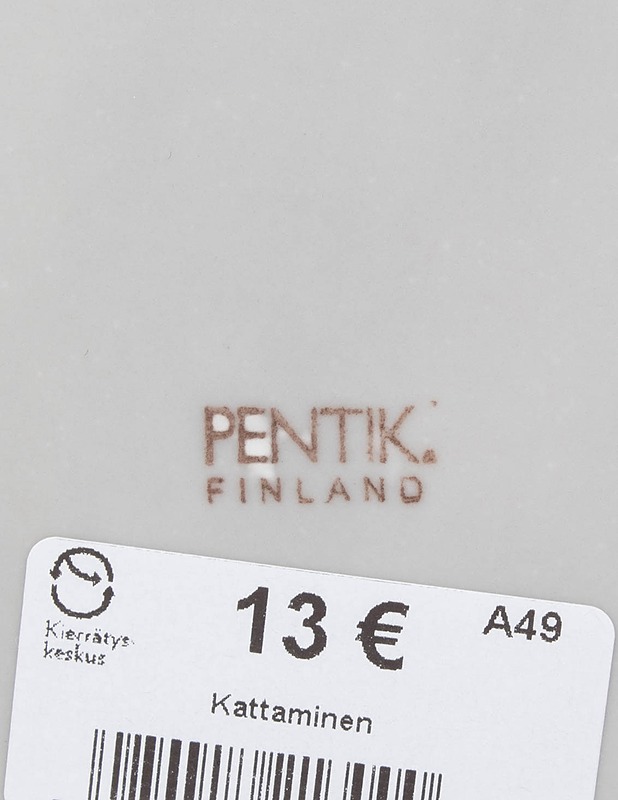 PENTIK.
FINLAND
Kierrätys-
keskus
13 €
A49
Kattaminen